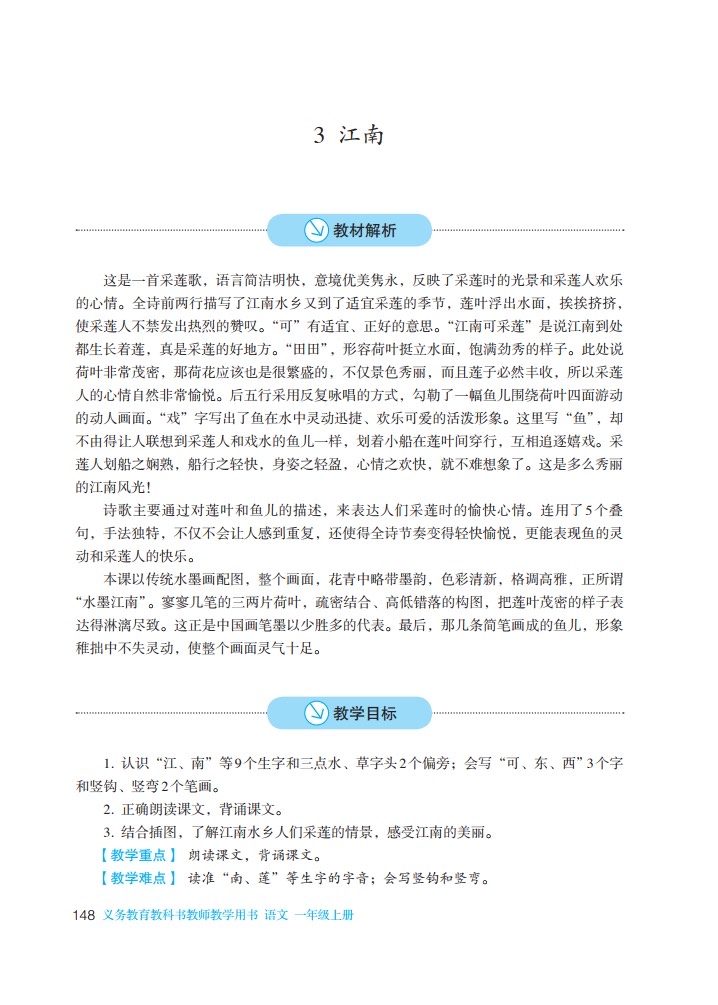 3 江南
教材解析
这是一首采莲歌，语言简洁明快，意境优美隽永，反映了采莲时的光景和采莲人欢乐
的心情。全诗前两行描写了江南水乡又到了适宜采莲的季节，莲叶浮出水面，挨挨挤挤，
使采莲人不禁发出热烈的赞叹。“可”有适宜、正好的意思。“江南可采莲”是说江南到处
都生长着莲，真是采莲的好地方。“田田”，形容荷叶挺立水面，饱满劲秀的样子。此处说
荷叶非常茂密，那荷花应该也是很繁盛的，不仅景色秀丽，而且莲子必然丰收，所以采莲
人的心情自然非常愉悦。后五行采用反复咏唱的方式，勾勒了一幅鱼儿围绕荷叶四面游动
的动人画面。“戏”字写出了鱼在水中灵动迅捷、欢乐可爱的活泼形象。这里写“鱼”，却
不由得让人联想到采莲人和戏水的鱼儿一样，划着小船在莲叶间穿行，互相追逐嬉戏。采
莲人划船之娴熟，船行之轻快，身姿之轻盈，心情之欢快，就不难想象了。这是多么秀丽
的江南风光！
诗歌主要通过对莲叶和鱼儿的描述，来表达人们采莲时的愉快心情。连用了5个叠
句，手法独特，不仅不会让人感到重复，还使得全诗节奏变得轻快愉悦，更能表现鱼的灵
动和采莲人的快乐。
本课以传统水墨画配图，整个画面，花青中略带墨韵，色彩清新，格调高雅，正所谓
“水墨江南”。寥寥几笔的三两片荷叶，疏密结合、高低错落的构图，把莲叶茂密的样子表
达得淋漓尽致。这正是中国画笔墨以少胜多的代表。最后，那几条简笔画成的鱼儿，形象
稚拙中不失灵动，使整个画面灵气十足。
教学目标
1. 认识“江、南”等9个生字和三点水、草字头2个偏旁；会写“可、东、西”3个字
和竖钩、竖弯2个笔画。
2. 正确朗读课文，背诵课文。
3. 结合插图，了解江南水乡人们采莲的情景，感受江南的美丽。
【教学重点】 朗读课文，背诵课文。
【教学难点】 读准“南、莲”等生字的字音；会写竖钩和竖弯。
148 义务教育教科书教师教学用书 语文 一年级上册